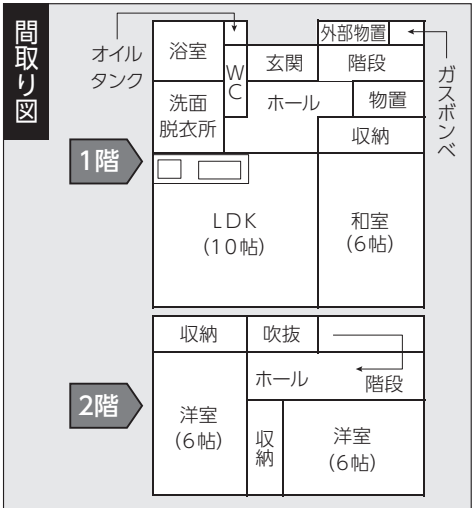 間取り図
オイル
タンク
外部物置
ガスボンベ
浴室
WC
玄関
階段
ホール
物置
洗面
脱衣所
収納
1階
LDK
(10帖)
和室
(6帖)
収納
吹抜
ホール
階段
2階
洋室
(6帖)
収納
洋室
(6帖)